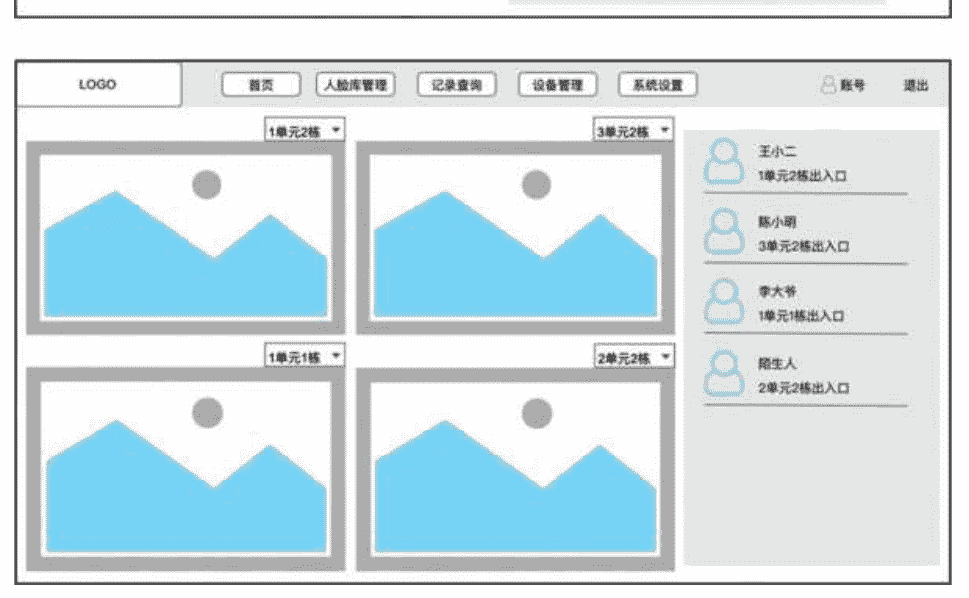 LOGO
首页
人脸库管理
记录查询
设备管理
系统设置
账号
退出
1单元2栋
3单元2栋
1单元1栋
2单元2栋
王小二
1单元2栋出入口
陈小明
3单元2栋出入口
李大爷
1单元1栋出入口
陌生人
2单元2栋出入口